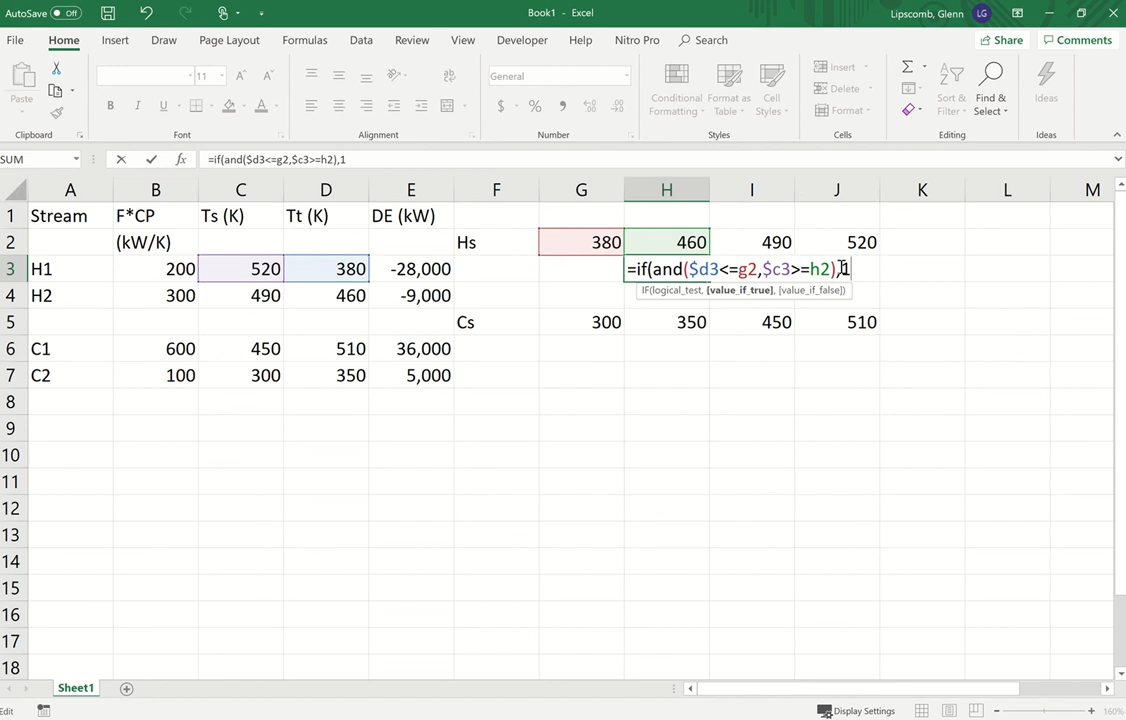 AutoSave Off Book1 - Excel Lipscomb, Glenn LG
File Home Insert Draw Page Layout Formulas Data Review View Developer Help Nitro Pro Search Share Comments
Paste 11 A A B I U ab General $ % , Conditional Formatting Format as Table Cell Styles Insert Delete Format Sort & Filter Find & Select Ideas
Clipboard Font Alignment Number Styles Cells Editing Ideas
SUM fx =if(and($d3<=g2,$c3>=h2),1
A B C D E F G H I J K L M
1 Stream F*CP Ts (K) Tt (K) DE (kW)
2 (kW/K) Hs 380 460 490 520
3 H1 200 520 380 -28,000 =if(and($d3<=g2,$c3>=h2),1
4 H2 300 490 460 -9,000 IF(logical_test, [value_if_true], [value_if_false])
5 Cs 300 350 450 510
6 C1 600 450 510 36,000
7 C2 100 300 350 5,000
8
9
10
11
12
13
14
15
16
17
18
Sheet1
Edit Display Settings 160%